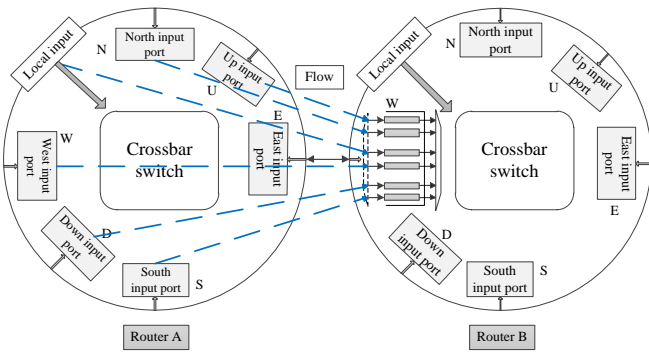 Local input
N
North input
port
Up input
port
U
Flow
E
East input
port
W
West input
port
Crossbar
switch
D
Down input
port
South input
port
S
Router A
Local input
N
North input
port
Up input
port
U
W
Crossbar
switch
East input
port
E
D
Down
input port
South
input port
S
Router B